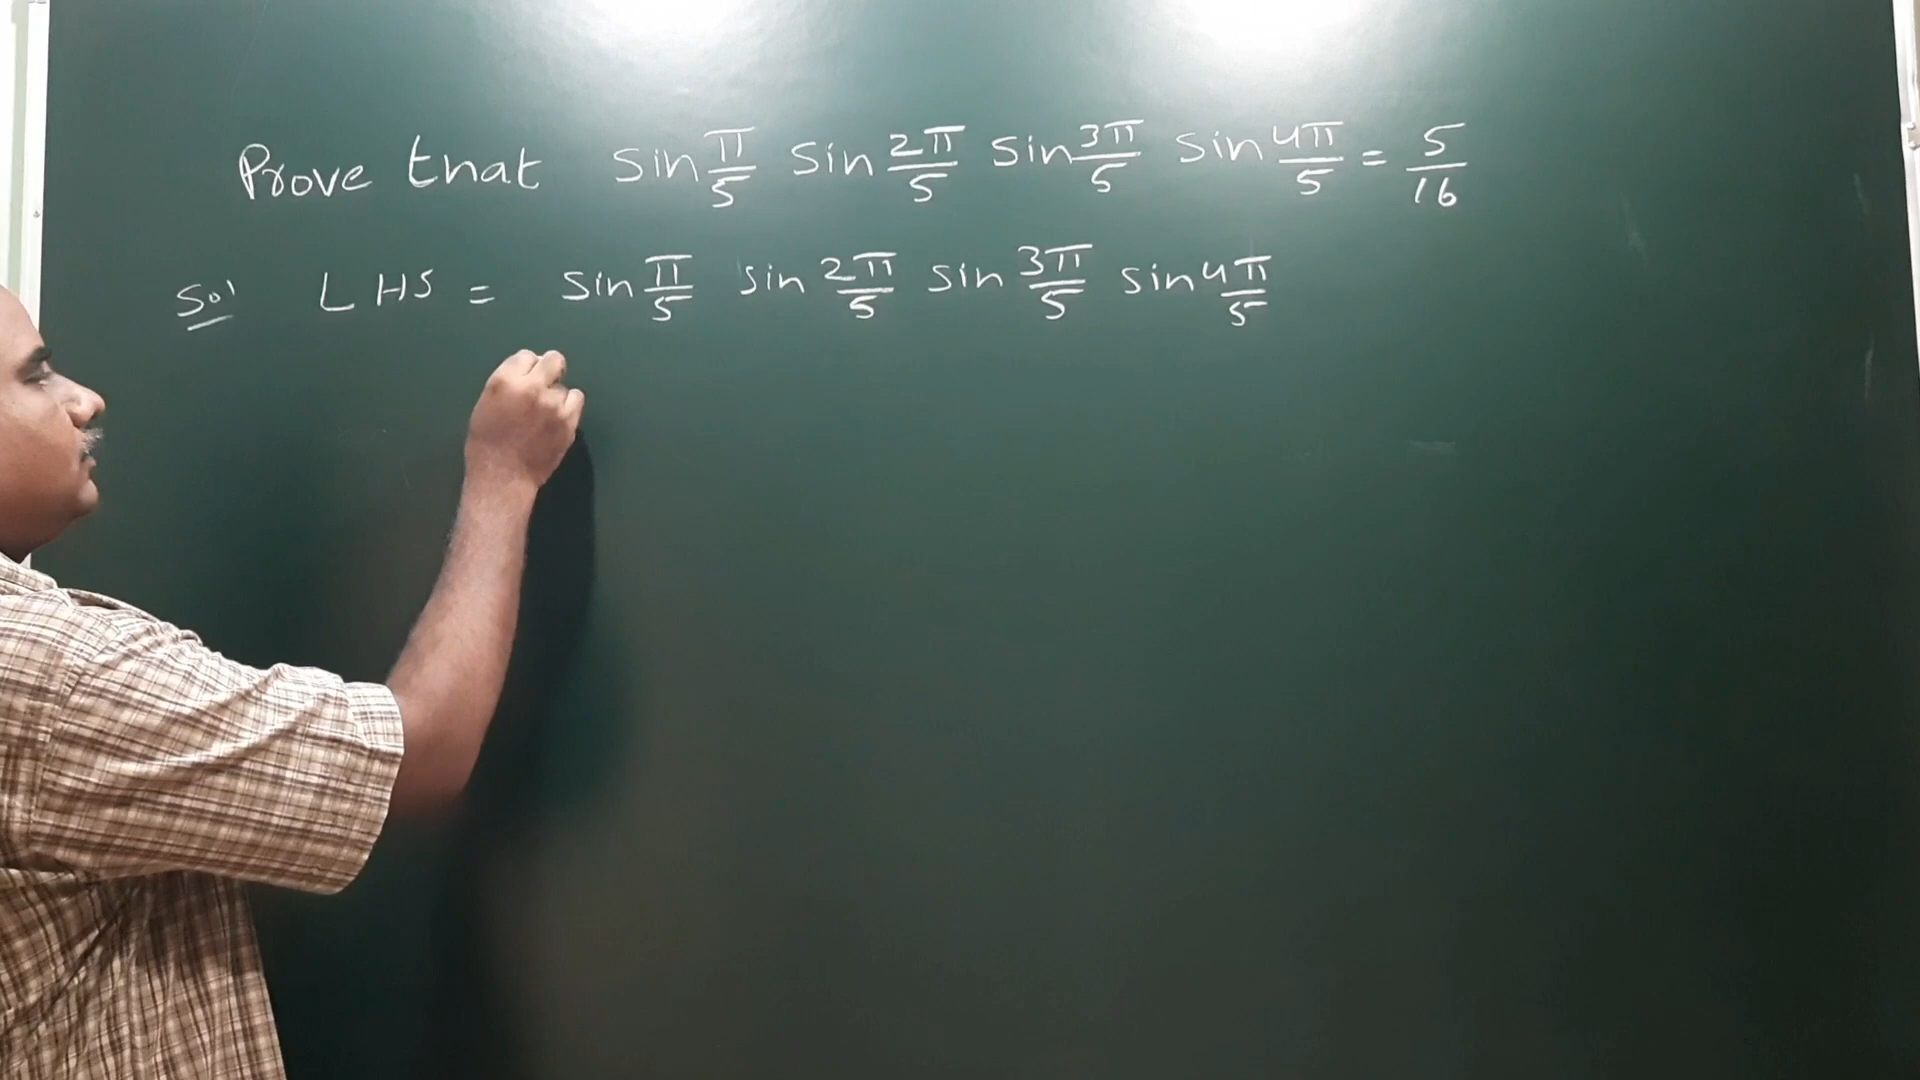 Prove that sin π/5 sin 2π/5 sin 3π/5 sin 4π/5 = 5/16
Sol LHS = sin π/5 sin 2π/5 sin 3π/5 sin 4π/5